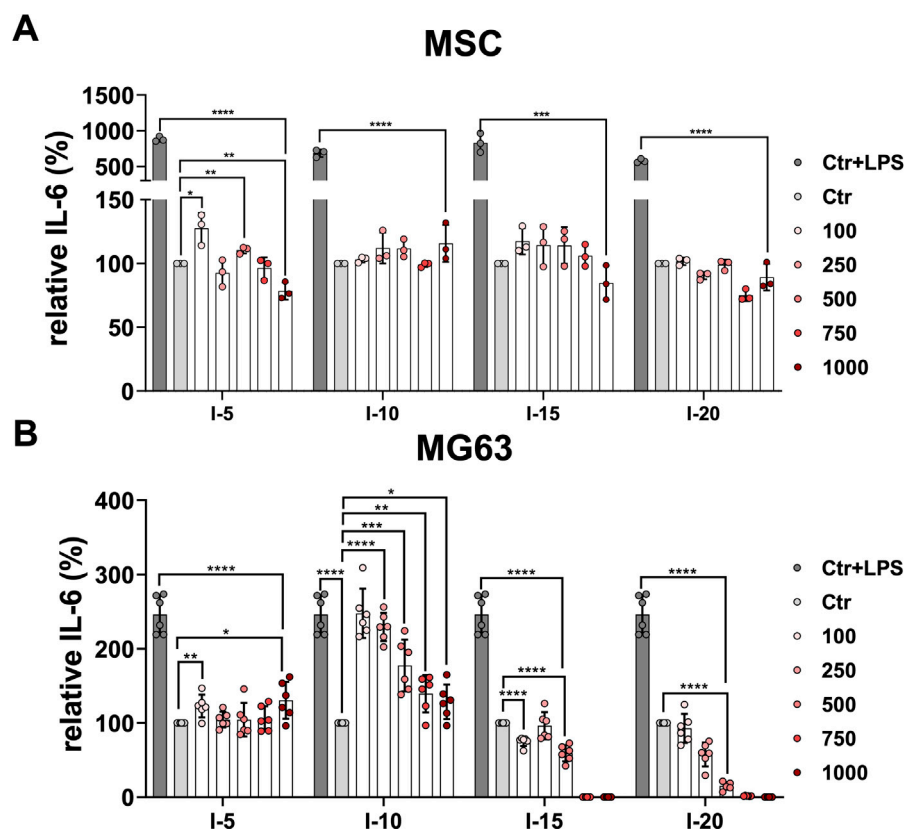 A
MSC
relative IL-6 (%)
1500
1000
500
150
100
50
0
****
**
**
*
****
***
****
I-5
I-10
I-15
I-20
Ctr+LPS
Ctr
100
250
500
750
1000
B
MG63
relative IL-6 (%)
400
300
200
100
0
****
*
**
*
**
***
****
****
****
****
****
****
****
I-5
I-10
I-15
I-20
Ctr+LPS
Ctr
100
250
500
750
1000